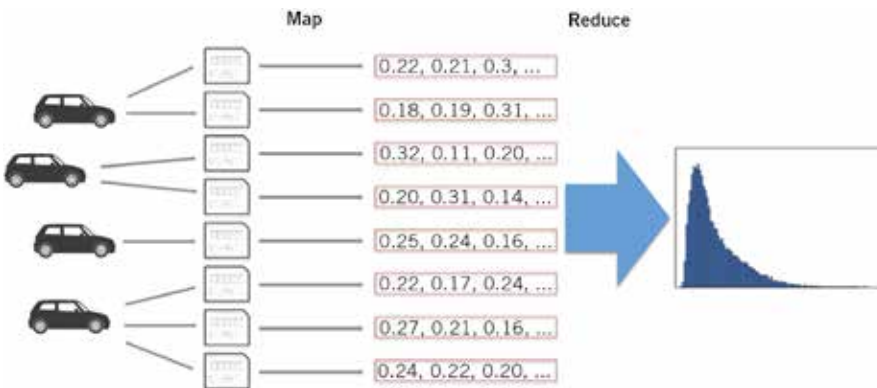 Map
Reduce
0.22, 0.21, 0.3, ...
0.18, 0.19, 0.31, ...
0.32, 0.11, 0.20, ...
0.20, 0.31, 0.14, ...
0.25, 0.24, 0.16, ...
0.22, 0.17, 0.24, ...
0.27, 0.21, 0.16, ...
0.24, 0.22, 0.20, ...